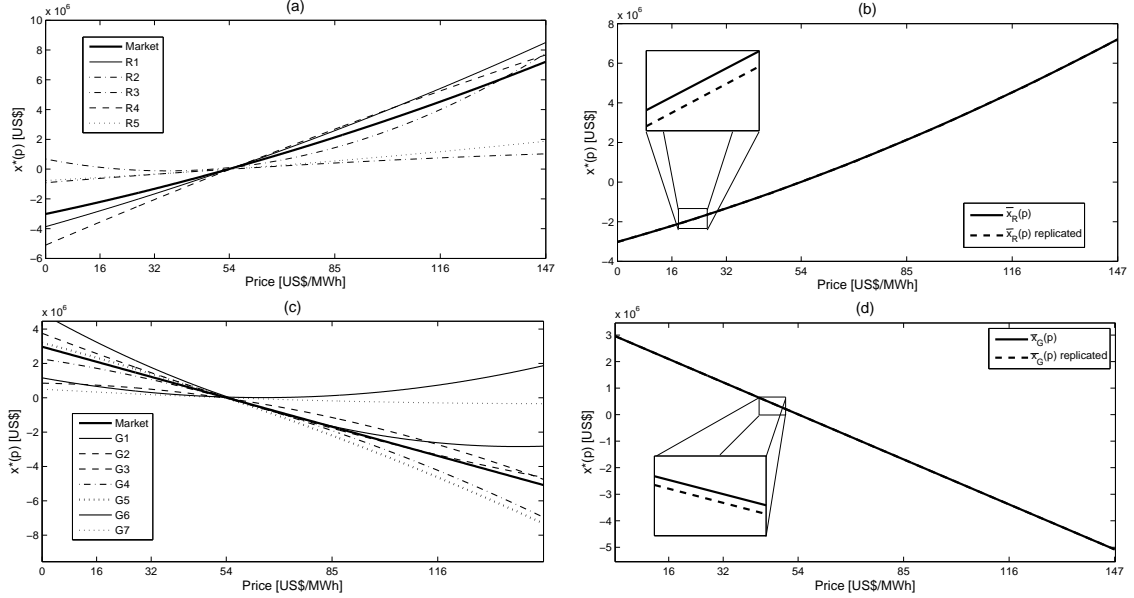 (a)
x 10^6
10
8
6
4
2
0
−2
−4
−6
x*(p) [US$]
Market
R1
R2
R3
R4
R5
0 16 32 54 85 116 147
Price [US$/MWh]
(b)
x 10^6
8
6
4
2
0
−2
−4
x*(p) [US$]
x̅_R(p)
x̅_R(p) replicated
0 16 26 54 85 116 147
Price [US$/MWh]
(c)
x 10^6
4
2
0
−2
−4
−6
−8
x*(p) [US$]
Market
G1
G2
G3
G4
G5
G6
G7
0 16 32 54 85 116
Price [US$/MWh]
(d)
x 10^6
3
2
1
0
−1
−2
−3
−4
−5
x*(p) [US$]
x̅_G(p)
x̅_G(p) replicated
16 26 54 85 116 147
Price [US$/MWh]